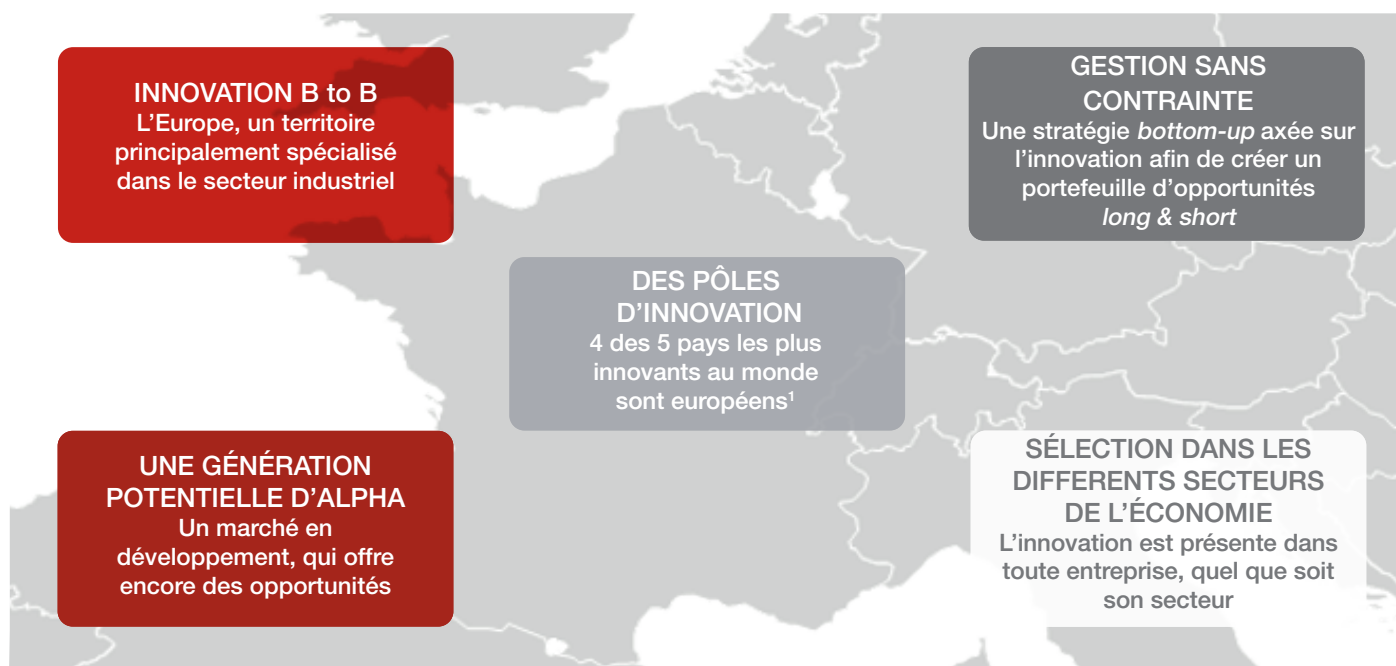 INNOVATION B to B
L'Europe, un territoire
principalement spécialisé
dans le secteur industriel
GESTION SANS
CONTRAINTE
Une stratégie bottom-up axée sur
l'innovation afin de créer un
portefeuille d'opportunités
long & short
DES PÔLES
D'INNOVATION
4 des 5 pays les plus
innovants au monde
sont européens¹
UNE GÉNÉRATION
POTENTIELLE D'ALPHA
Un marché en
développement, qui offre
encore des opportunités
SÉLECTION DANS LES
DIFFERENTS SECTEURS
DE L'ÉCONOMIE
L'innovation est présente dans
toute entreprise, quel que soit
son secteur